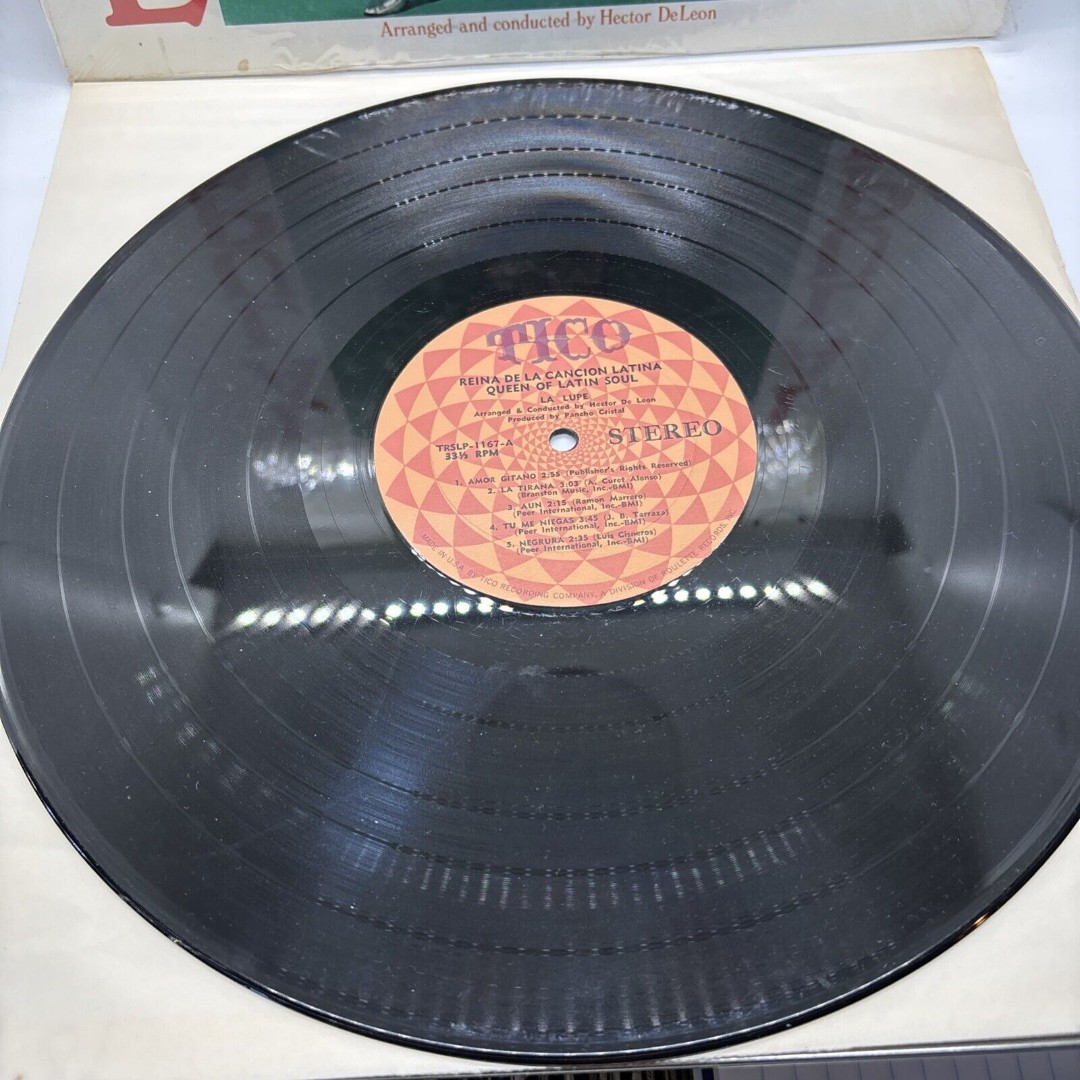 Arranged and conducted by Hector DeLeon
TICO
REINA DE LA CANCION LATINA
QUEEN OF LATIN SOUL
LA LUPE
Arranged & Conducted by Hector De Leon
Produced by Pancho Cristal
TRSLP-1167-A
33⅓ RPM
STEREO
1. AMOR GITANO 2:55 (Publisher's Rights Reserved)
2. LA TIRANA 3:03 (A. Curet Alonso)
(Branston Music, Inc.-BMI)
3. AUN 2:15 (Ramon Marrero)
(Peer International, Inc.-BMI)
4. TU ME NIEGAS 3:45 (J. B. Tarraza)
(Peer International, Inc.-BMI)
5. NEGRURA 2:35 (Luis Cisneros)
(Peer International, Inc.-BMI)
MADE IN U.S.A. BY TICO RECORDING COMPANY, A DIVISION OF ROULETTE RECORDS, INC.